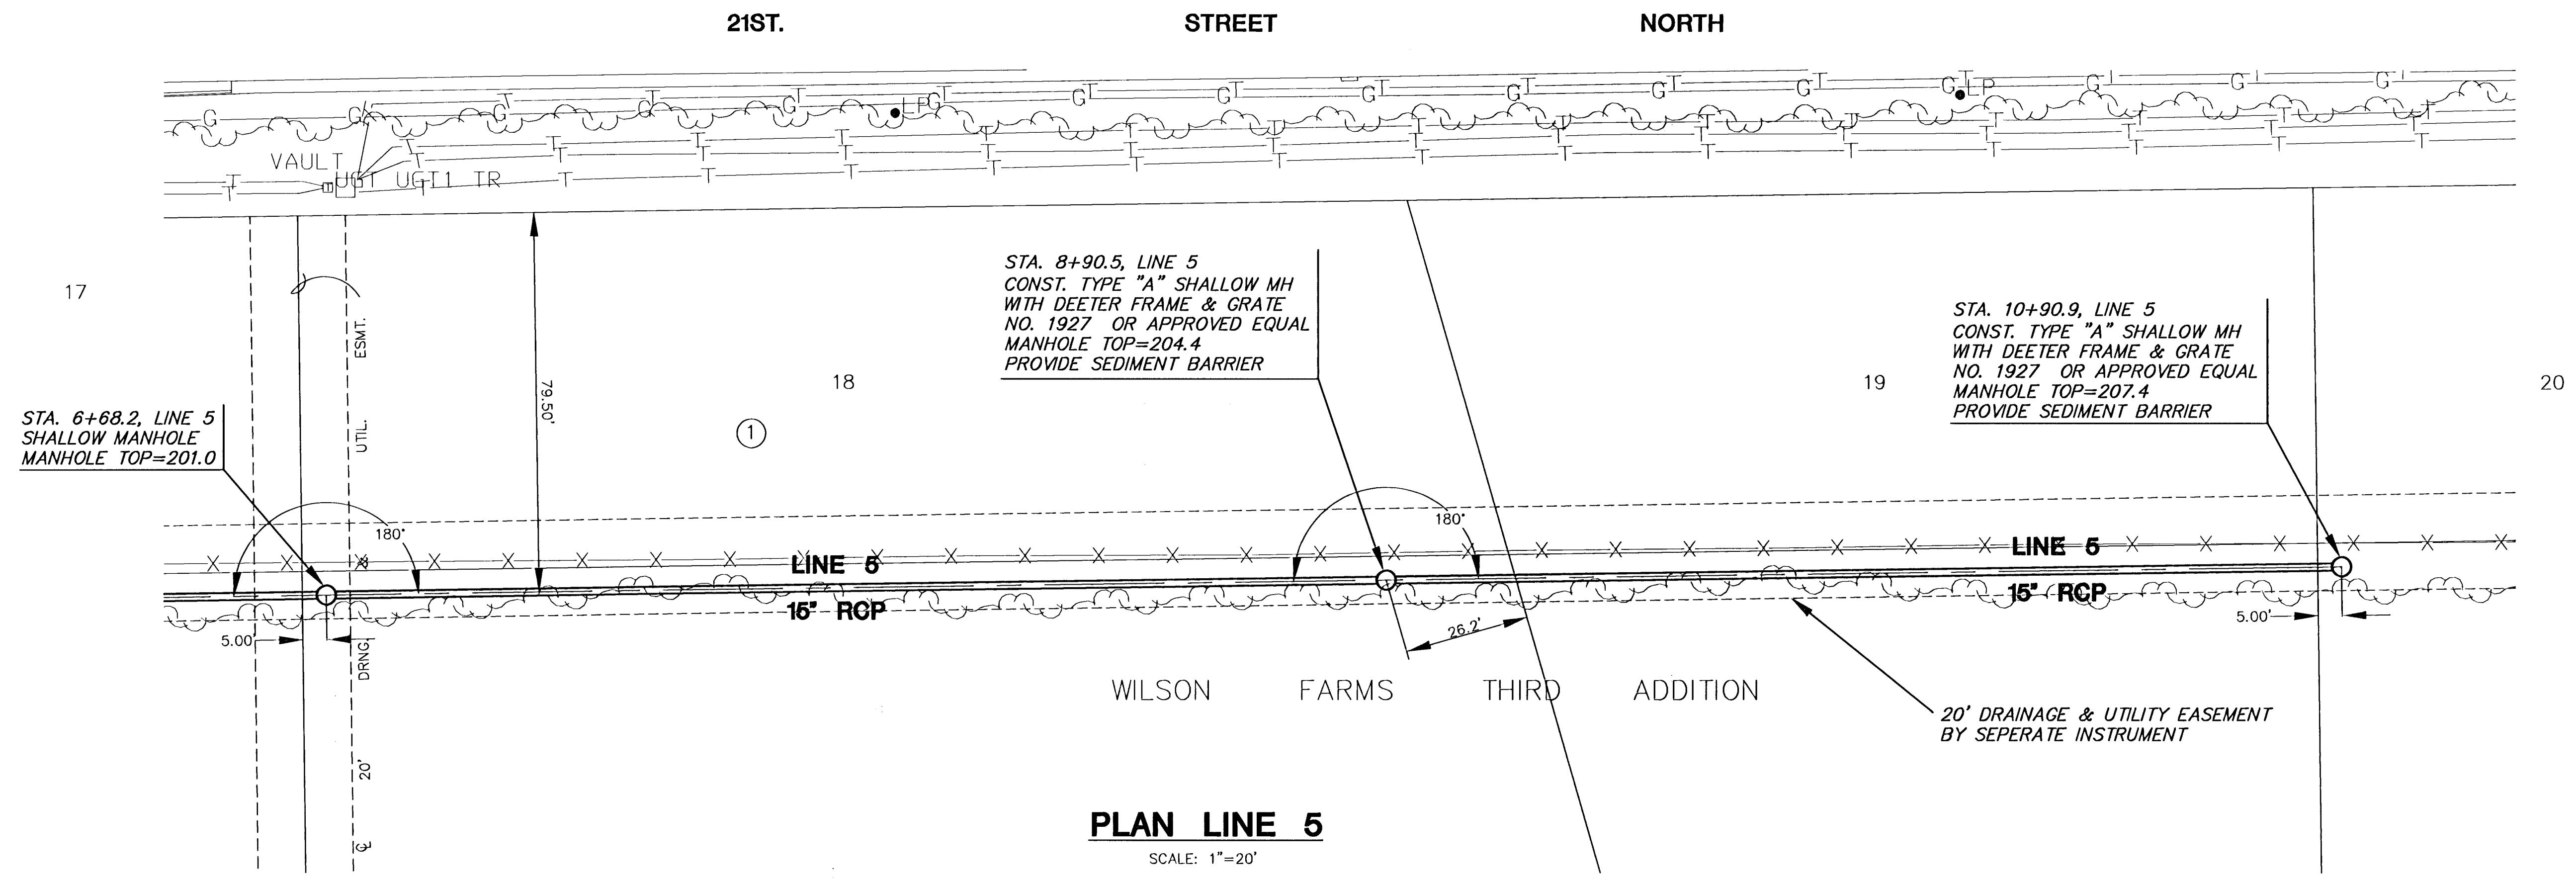 21ST. STREET NORTH
VAULT
UGT UGT1 TR
LP
LP
17
18
19
20
1
STA. 6+68.2, LINE 5
SHALLOW MANHOLE
MANHOLE TOP=201.0
STA. 8+90.5, LINE 5
CONST. TYPE "A" SHALLOW MH
WITH DEETER FRAME & GRATE
NO. 1927 OR APPROVED EQUAL
MANHOLE TOP=204.4
PROVIDE SEDIMENT BARRIER
STA. 10+90.9, LINE 5
CONST. TYPE "A" SHALLOW MH
WITH DEETER FRAME & GRATE
NO. 1927 OR APPROVED EQUAL
MANHOLE TOP=207.4
PROVIDE SEDIMENT BARRIER
79.50'
℄ 20' DRNG. & UTIL. ESMT.
180°
180°
LINE 5
15" RCP
LINE 5
15" RCP
5.00'
26.2'
5.00'
WILSON FARMS THIRD ADDITION
20' DRAINAGE & UTILITY EASEMENT
BY SEPERATE INSTRUMENT
PLAN LINE 5
SCALE: 1"=20'